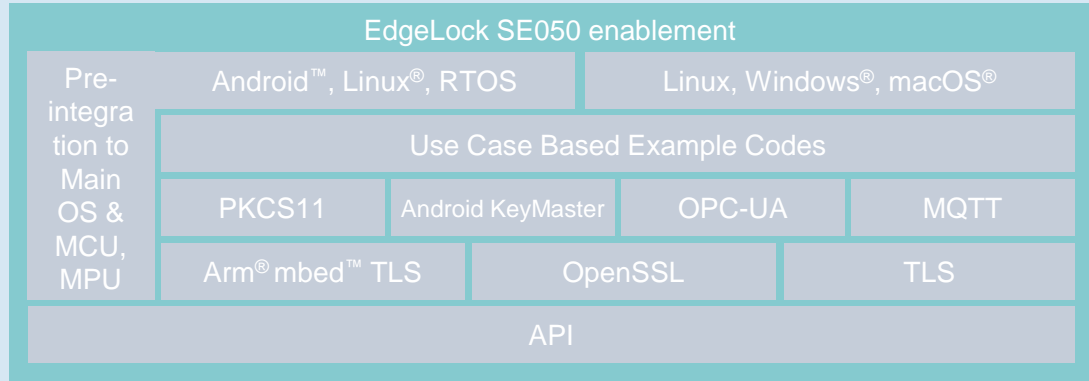 EdgeLock SE050 enablement
Pre-
integra
tion to
Main
OS &
MCU,
MPU
Android™, Linux®, RTOS
Linux, Windows®, macOS®
Use Case Based Example Codes
PKCS11
Android KeyMaster
OPC-UA
MQTT
Arm® mbed™ TLS
OpenSSL
TLS
API